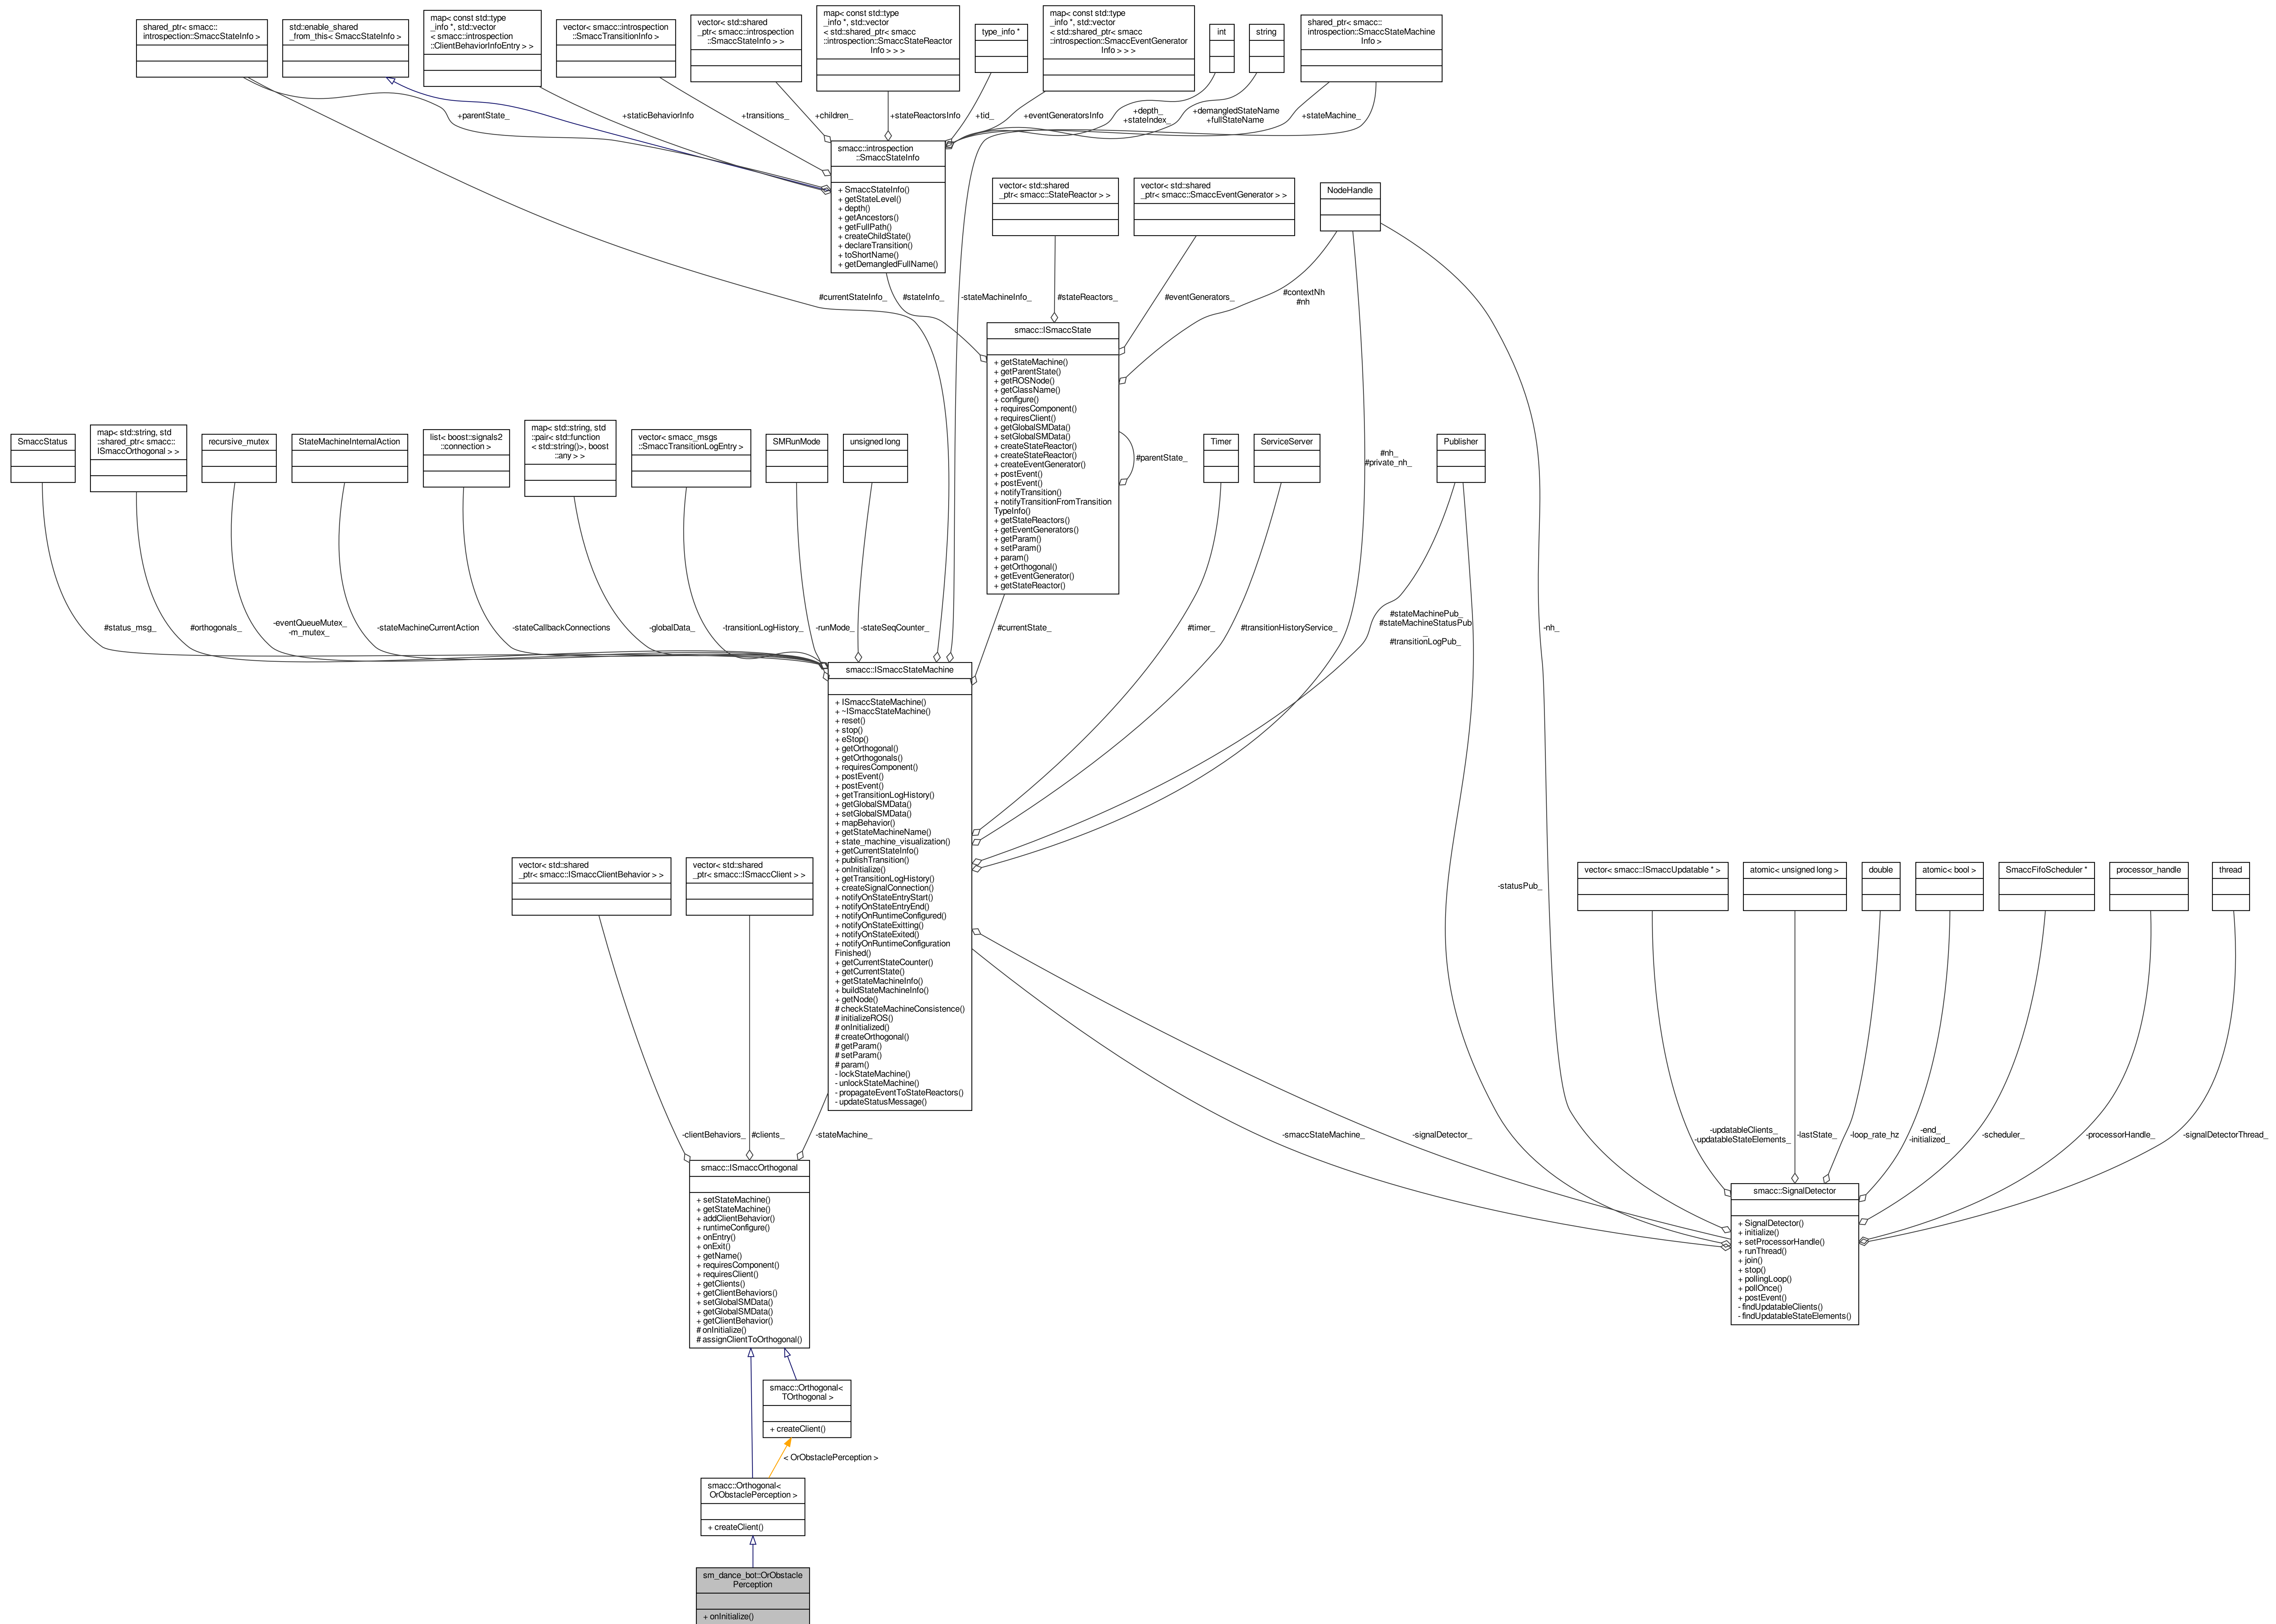 shared_ptr< smacc::
introspection::SmaccStateInfo >
std::enable_shared
_from_this< SmaccStateInfo >
map< const std::type
_info *, std::vector
< smacc::introspection
::ClientBehaviorInfoEntry > >
vector< smacc::introspection
::SmaccTransitionInfo >
vector< std::shared
_ptr< smacc::introspection
::SmaccStateInfo > >
map< const std::type
_info *, std::vector
< std::shared_ptr< smacc
::introspection::SmaccStateReactor
Info > > >
type_info *
map< const std::type
_info *, std::vector
< std::shared_ptr< smacc
::introspection::SmaccEventGenerator
Info > > >
int
string
shared_ptr< smacc::
introspection::SmaccStateMachine
Info >
+parentState_
+staticBehaviorInfo
+transitions_
+children_
+stateReactorsInfo
+tid_
+eventGeneratorsInfo
+depth_
+stateIndex_
+demangledStateName
+fullStateName
+stateMachine_
smacc::introspection
::SmaccStateInfo
+ SmaccStateInfo()
+ getStateLevel()
+ depth()
+ getAncestors()
+ getFullPath()
+ createChildState()
+ declareTransition()
+ toShortName()
+ getDemangledFullName()
vector< std::shared
_ptr< smacc::StateReactor > >
vector< std::shared
_ptr< smacc::SmaccEventGenerator > >
NodeHandle
#currentStateInfo_
#stateInfo_
-stateMachineInfo_
#stateReactors_
#eventGenerators_
#contextNh
#nh
smacc::ISmaccState
+ getStateMachine()
+ getParentState()
+ getROSNode()
+ getClassName()
+ configure()
+ requiresComponent()
+ requiresClient()
+ getGlobalSMData()
+ setGlobalSMData()
+ createStateReactor()
+ createStateReactor()
+ createEventGenerator()
+ postEvent()
+ postEvent()
+ notifyTransition()
+ notifyTransitionFromTransition
TypeInfo()
+ getStateReactors()
+ getEventGenerators()
+ getParam()
+ setParam()
+ param()
+ getOrthogonal()
+ getEventGenerator()
+ getStateReactor()
#parentState_
SmaccStatus
map< std::string, std
::shared_ptr< smacc::
ISmaccOrthogonal > >
recursive_mutex
StateMachineInternalAction
list< boost::signals2
::connection >
map< std::string, std
::pair< std::function
< std::string()>, boost
::any > >
vector< smacc_msgs
::SmaccTransitionLogEntry >
SMRunMode
unsigned long
Timer
ServiceServer
#nh_
#private_nh_
Publisher
#status_msg_
#orthogonals_
-eventQueueMutex_
-m_mutex_
-stateMachineCurrentAction
-stateCallbackConnections
-globalData_
-transitionLogHistory_
-runMode_
-stateSeqCounter_
#currentState_
#timer_
#transitionHistoryService_
#stateMachinePub_
#stateMachineStatusPub
_
#transitionLogPub_
-nh_
smacc::ISmaccStateMachine
+ ISmaccStateMachine()
+ ~ISmaccStateMachine()
+ reset()
+ stop()
+ eStop()
+ getOrthogonal()
+ getOrthogonals()
+ requiresComponent()
+ postEvent()
+ postEvent()
+ getTransitionLogHistory()
+ getGlobalSMData()
+ setGlobalSMData()
+ mapBehavior()
+ getStateMachineName()
+ state_machine_visualization()
+ getCurrentStateInfo()
+ publishTransition()
+ onInitialize()
+ getTransitionLogHistory()
+ createSignalConnection()
+ notifyOnStateEntryStart()
+ notifyOnStateEntryEnd()
+ notifyOnRuntimeConfigured()
+ notifyOnStateExitting()
+ notifyOnStateExited()
+ notifyOnRuntimeConfiguration
Finished()
+ getCurrentStateCounter()
+ getCurrentState()
+ getStateMachineInfo()
+ buildStateMachineInfo()
+ getNode()
# checkStateMachineConsistence()
# initializeROS()
# onInitialized()
# createOrthogonal()
# getParam()
# setParam()
# param()
- lockStateMachine()
- unlockStateMachine()
- propagateEventToStateReactors()
- updateStatusMessage()
vector< std::shared
_ptr< smacc::ISmaccClientBehavior > >
vector< std::shared
_ptr< smacc::ISmaccClient > >
-statusPub_
vector< smacc::ISmaccUpdatable * >
atomic< unsigned long >
double
atomic< bool >
SmaccFifoScheduler *
processor_handle
thread
-clientBehaviors_
#clients_
-stateMachine_
-smaccStateMachine_
-signalDetector_
-updatableClients_
-updatableStateElements_
-lastState_
-loop_rate_hz
-end_
-initialized_
-scheduler_
-processorHandle_
-signalDetectorThread_
smacc::ISmaccOrthogonal
+ setStateMachine()
+ getStateMachine()
+ addClientBehavior()
+ runtimeConfigure()
+ onEntry()
+ onExit()
+ getName()
+ requiresComponent()
+ requiresClient()
+ getClients()
+ getClientBehaviors()
+ setGlobalSMData()
+ getGlobalSMData()
+ getClientBehavior()
# onInitialize()
# assignClientToOrthogonal()
smacc::SignalDetector
+ SignalDetector()
+ initialize()
+ setProcessorHandle()
+ runThread()
+ join()
+ stop()
+ pollingLoop()
+ pollOnce()
+ postEvent()
- findUpdatableClients()
- findUpdatableStateElements()
smacc::Orthogonal<
TOrthogonal >
+ createClient()
< OrObstaclePerception >
smacc::Orthogonal<
OrObstaclePerception >
+ createClient()
sm_dance_bot::OrObstacle
Perception
+ onInitialize()